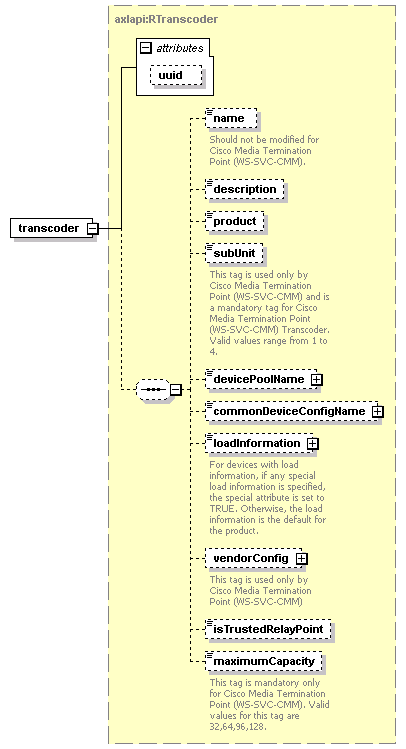 axlapi:RTranscoder
attributes
uuid
name
Should not be modified for
Cisco Media Termination
Point (WS-SVC-CMM).
description
product
transcoder
subUnit
This tag is used only by
Cisco Media Termination
Point (WS-SVC-CMM) and is
a mandatory tag for Cisco
Media Termination Point
(WS-SVC-CMM) Transcoder.
Valid values range from 1 to
4.
devicePoolName
commonDeviceConfigName
loadInformation
For devices with load
information, if any special
load information is specified,
the special attribute is set to
TRUE. Otherwise, the load
information is the default for
the product.
vendorConfig
This tag is used only by
Cisco Media Termination
Point (WS-SVC-CMM)
isTrustedRelayPoint
maximumCapacity
This tag is mandatory only
for Cisco Media Termination
Point (WS-SVC-CMM). Valid
values for this tag are
32,64,96,128.